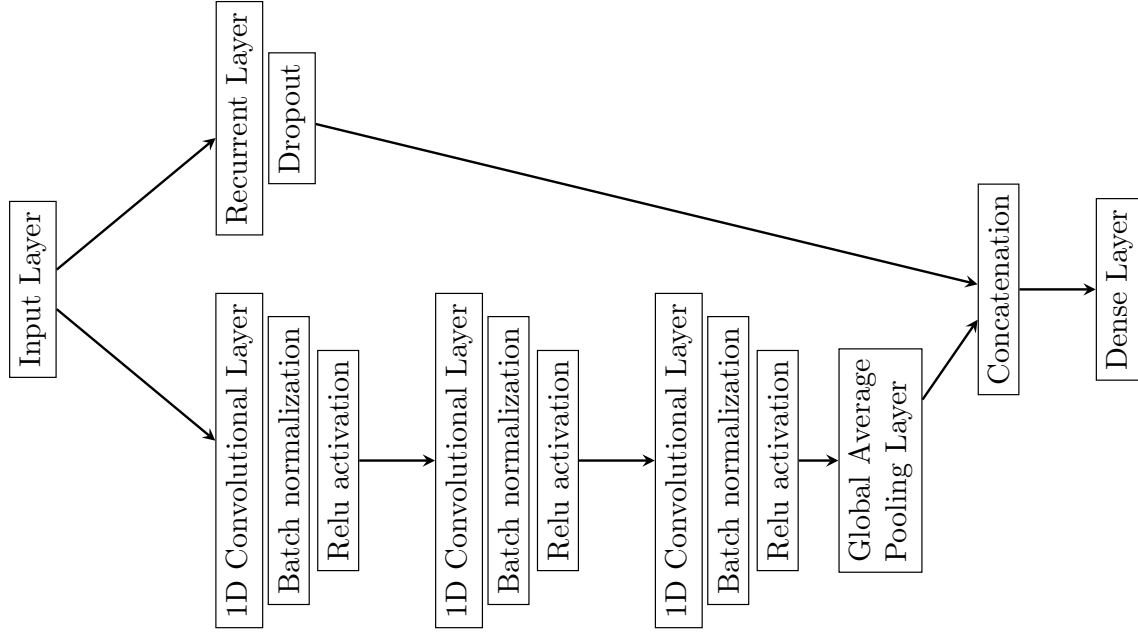 Input Layer
1D Convolutional Layer
Batch normalization
Relu activation
1D Convolutional Layer
Batch normalization
Relu activation
1D Convolutional Layer
Batch normalization
Relu activation
Global Average
Pooling Layer
Recurrent Layer
Dropout
Concatenation
Dense Layer